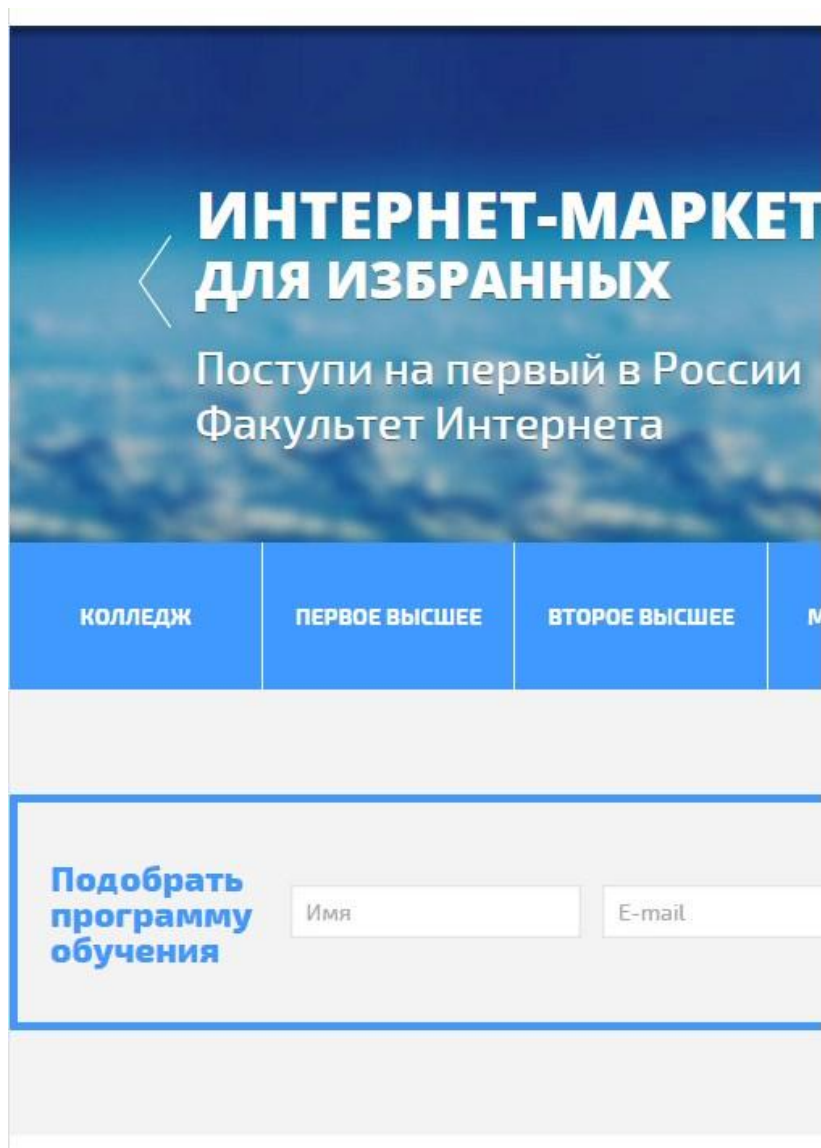 ИНТЕРНЕТ-МАРКЕТ
ДЛЯ ИЗБРАННЫХ
Поступи на первый в России
Факультет Интернета
КОЛЛЕДЖ
ПЕРВОЕ ВЫСШЕЕ
ВТОРОЕ ВЫСШЕЕ
М
Подобрать
программу
обучения
Имя
E-mail